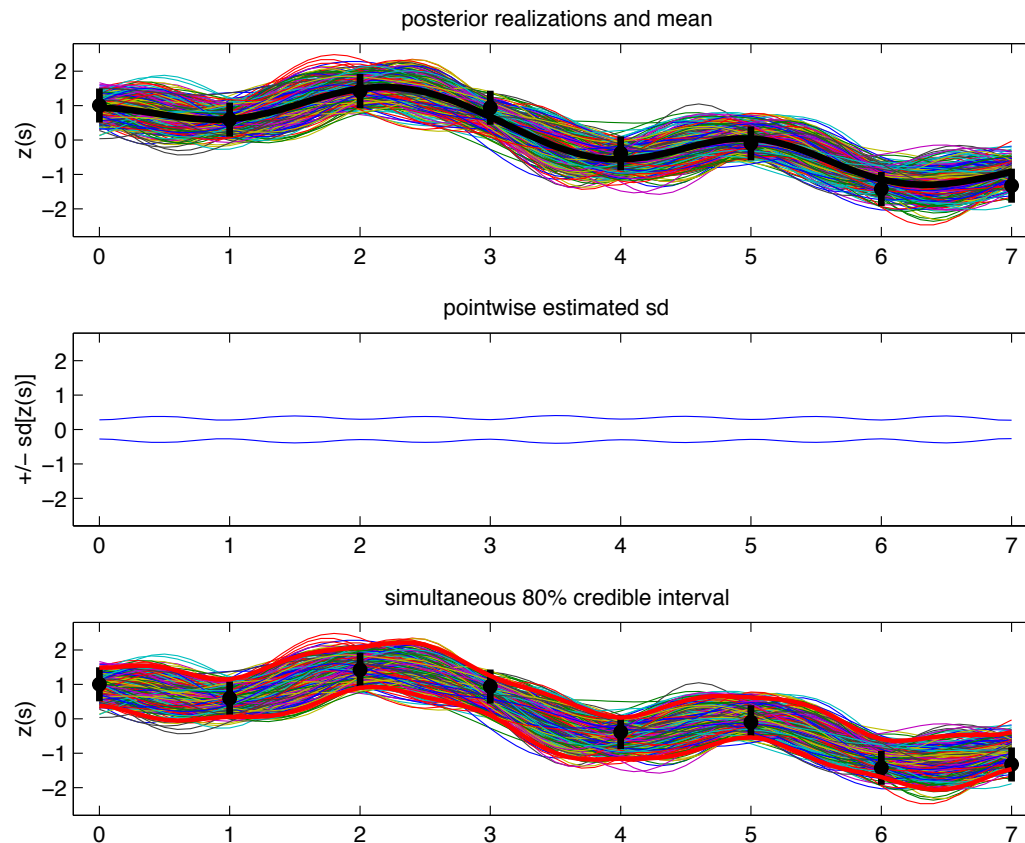 posterior realizations and mean
z(s)
2
1
0
−1
−2
0 1 2 3 4 5 6 7
pointwise estimated sd
+/− sd[z(s)]
2
1
0
−1
−2
0 1 2 3 4 5 6 7
simultaneous 80% credible interval
z(s)
2
1
0
−1
−2
0 1 2 3 4 5 6 7